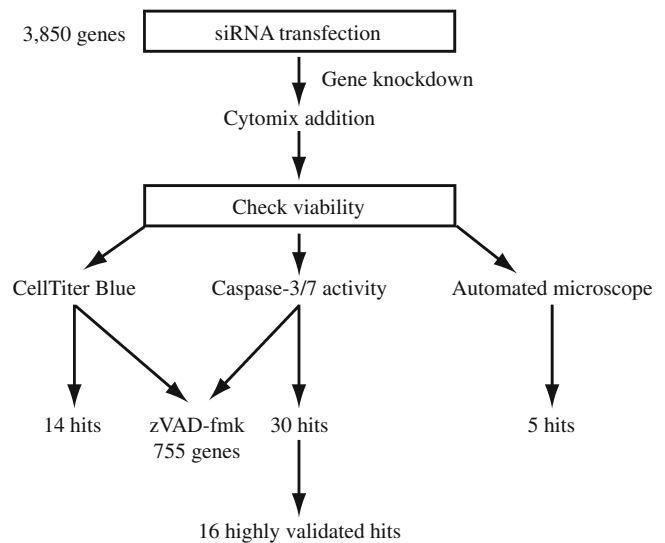 3,850 genes
siRNA transfection
Gene knockdown
Cytomix addition
Check viability
CellTiter Blue
Caspase-3/7 activity
Automated microscope
14 hits
zVAD-fmk
755 genes
30 hits
5 hits
16 highly validated hits